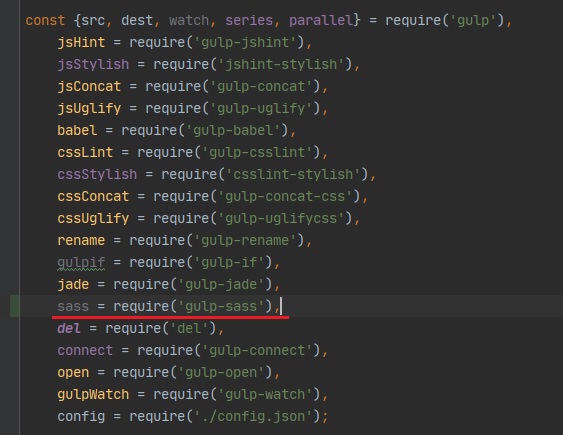 const {src, dest, watch, series, parallel} = require('gulp'),
jsHint = require('gulp-jshint'),
jsStylish = require('jshint-stylish'),
jsConcat = require('gulp-concat'),
jsUglify = require('gulp-uglify'),
babel = require('gulp-babel'),
cssLint = require('gulp-csslint'),
cssStylish = require('csslint-stylish'),
cssConcat = require('gulp-concat-css'),
cssUglify = require('gulp-uglifycss'),
rename = require('gulp-rename'),
gulpif = require('gulp-if'),
jade = require('gulp-jade'),
sass = require('gulp-sass'),
del = require('del'),
connect = require('gulp-connect'),
open = require('gulp-open'),
gulpWatch = require('gulp-watch'),
config = require('./config.json');